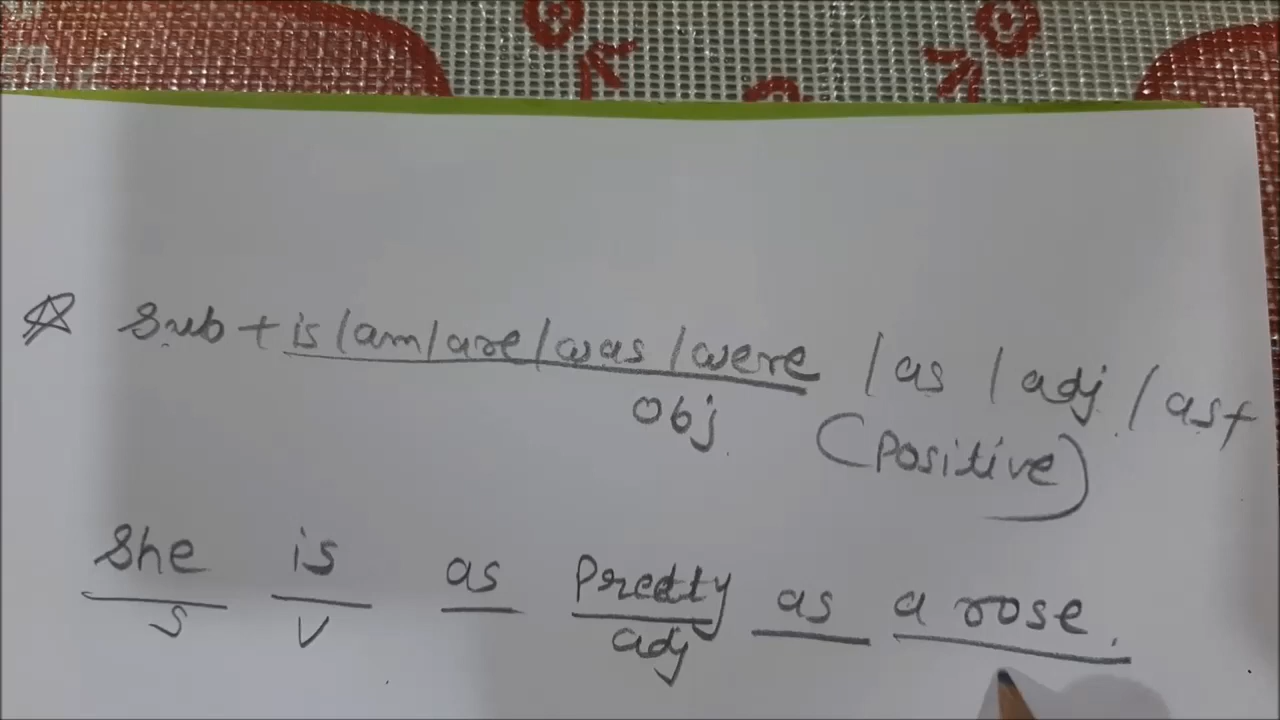 ☆ Sub + is/am/are/was/were / as / adj / as +
obj (Positive)
She is as Pretty as a rose.
S V adj